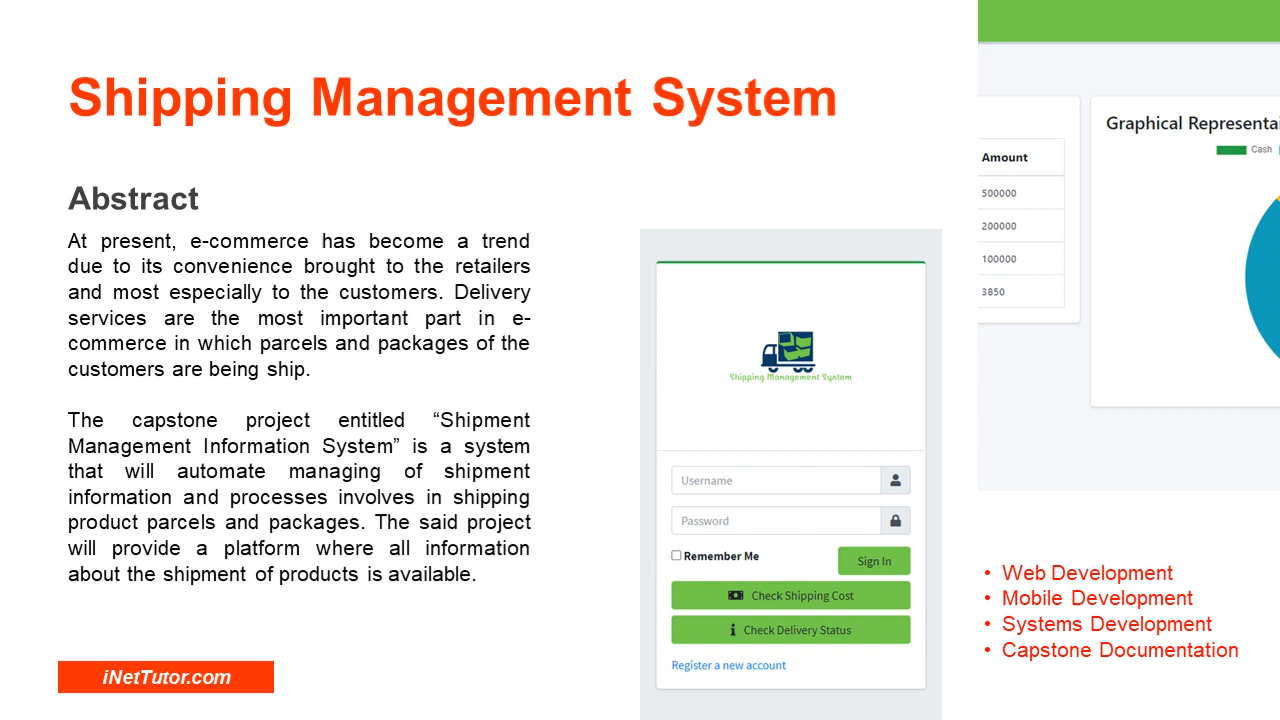 Shipping Management System
Abstract
At present, e-commerce has become a trend
due to its convenience brought to the retailers
and most especially to the customers. Delivery
services are the most important part in e-
commerce in which parcels and packages of the
customers are being ship.
The capstone project entitled “Shipment
Management Information System” is a system
that will automate managing of shipment
information and processes involves in shipping
product parcels and packages. The said project
will provide a platform where all information
about the shipment of products is available.
iNetTutor.com
Shipping Management System
Username
Password
Remember Me
Sign In
Check Shipping Cost
Check Delivery Status
Register a new account
Amount
500000
200000
100000
3850
Graphical Representai
Cash
• Web Development
• Mobile Development
• Systems Development
• Capstone Documentation